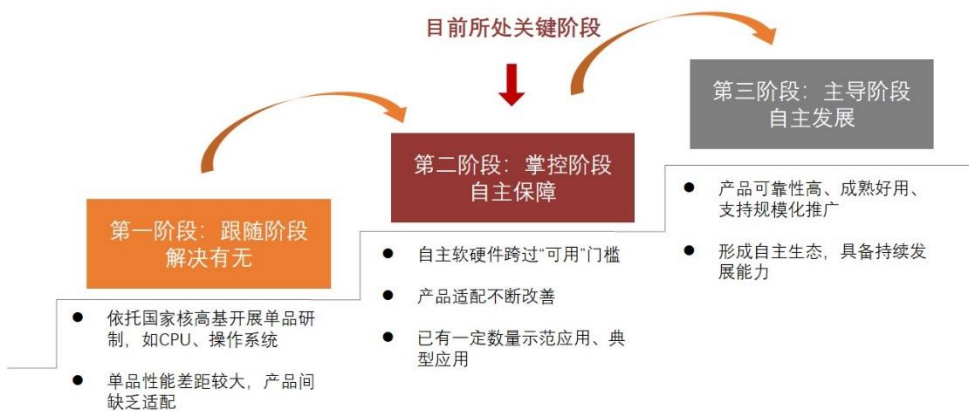 目前所处关键阶段
第一阶段：跟随阶段
解决有无
依托国家核高基开展单品研
制，如CPU、操作系统
单品性能差距较大，产品间
缺乏适配
第二阶段：掌控阶段
自主保障
自主软硬件跨过“可用”门槛
产品适配不断改善
已有一定数量示范应用、典
型应用
第三阶段：主导阶段
自主发展
产品可靠性高、成熟好用、
支持规模化推广
形成自主生态，具备持续发
展能力